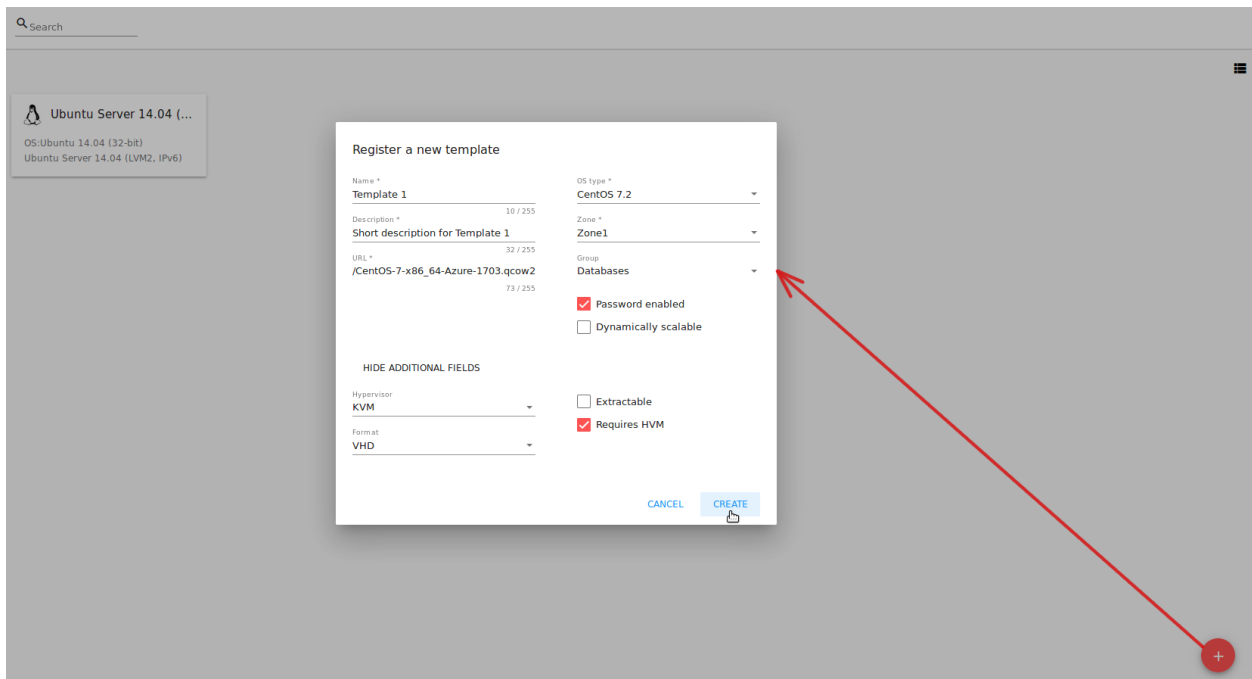 Search
Ubuntu Server 14.04 (...
OS:Ubuntu 14.04 (32-bit)
Ubuntu Server 14.04 (LVM2, IPv6)
Register a new template
Name *
Template 1
10 / 255
Description *
Short description for Template 1
32 / 255
URL *
/CentOS-7-x86_64-Azure-1703.qcow2
73 / 255
OS type *
CentOS 7.2
Zone *
Zone1
Group
Databases
Password enabled
Dynamically scalable
HIDE ADDITIONAL FIELDS
Hypervisor
KVM
Format
VHD
Extractable
Requires HVM
CANCEL CREATE
+